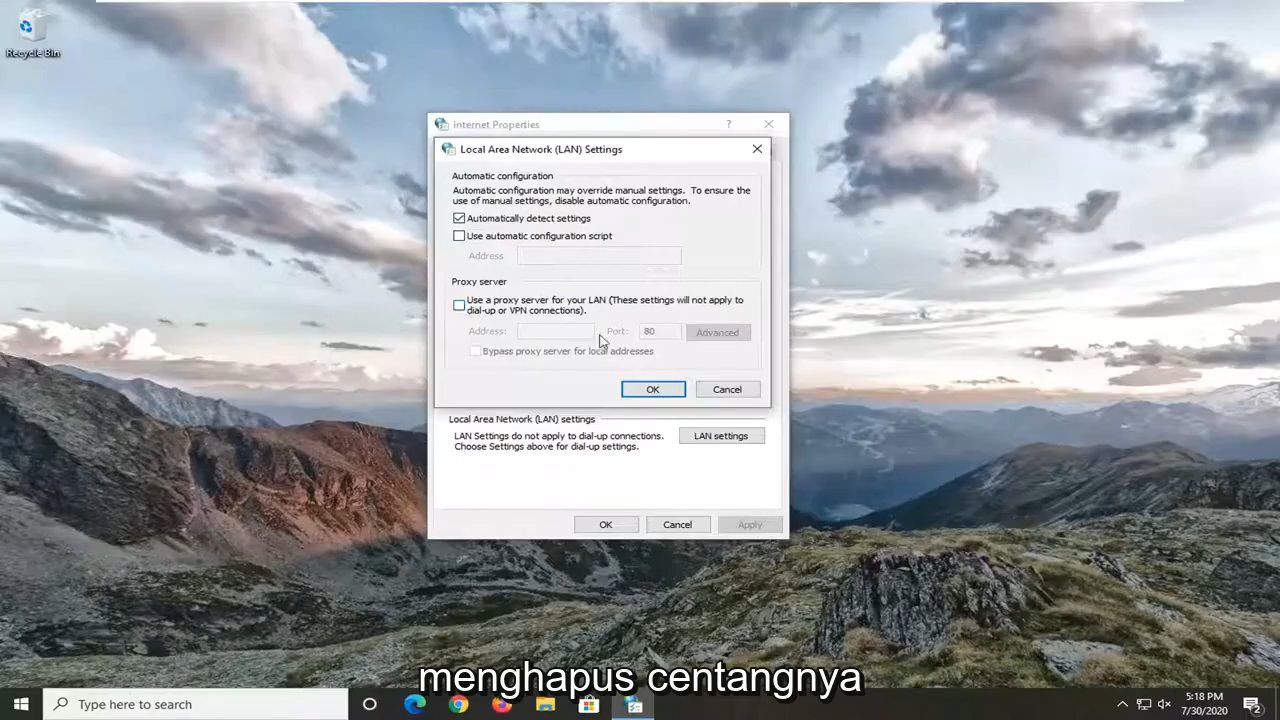 Recycle Bin
Internet Properties
?
Local Area Network (LAN) Settings
Automatic configuration
Automatic configuration may override manual settings. To ensure the
use of manual settings, disable automatic configuration.
Automatically detect settings
Use automatic configuration script
Address
Proxy server
Use a proxy server for your LAN (These settings will not apply to
dial-up or VPN connections).
Address: Port: 80 Advanced
Bypass proxy server for local addresses
OK Cancel
Local Area Network (LAN) settings
LAN Settings do not apply to dial-up connections.
Choose Settings above for dial-up settings.
LAN settings
OK Cancel Apply
menghapus centangnya
Type here to search
5:18 PM
7/30/2020
2